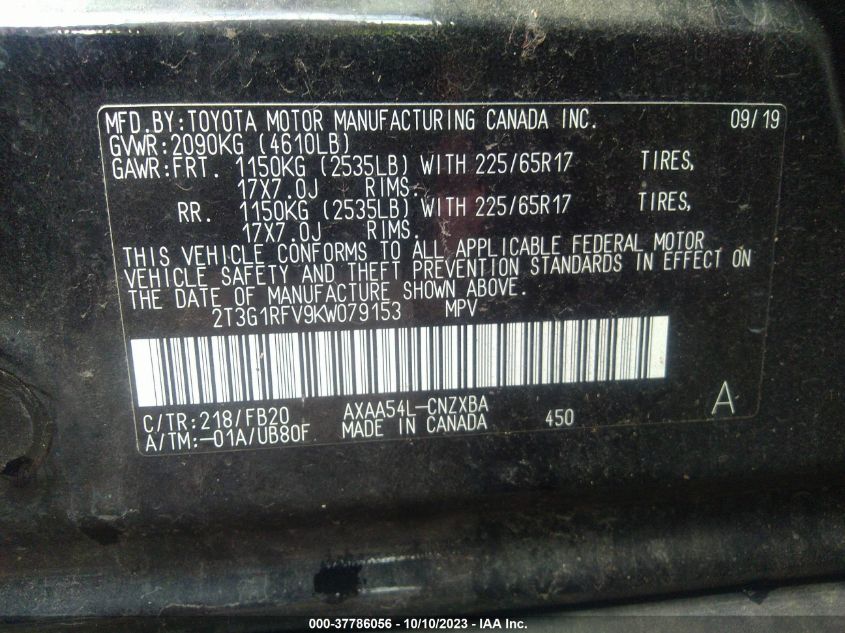 MFD.BY:TOYOTA MOTOR MANUFACTURING CANADA INC. 09/19
GVWR:2090KG (4610LB)
GAWR:FRT. 1150KG (2535LB) WITH 225/65R17 TIRES,
17X7.0J RIMS.
RR. 1150KG (2535LB) WITH 225/65R17 TIRES,
17X7.0J RIMS.
THIS VEHICLE CONFORMS TO ALL APPLICABLE FEDERAL MOTOR
VEHICLE SAFETY AND THEFT PREVENTION STANDARDS IN EFFECT ON
THE DATE OF MANUFACTURE SHOWN ABOVE.
2T3G1RFV9KW079153 MPV
C/TR:218/FB20 AXAA54L-CNZXBA A
A/TM:-01A/UB80F MADE IN CANADA 450
000-37786056 - 10/10/2023 - IAA Inc.